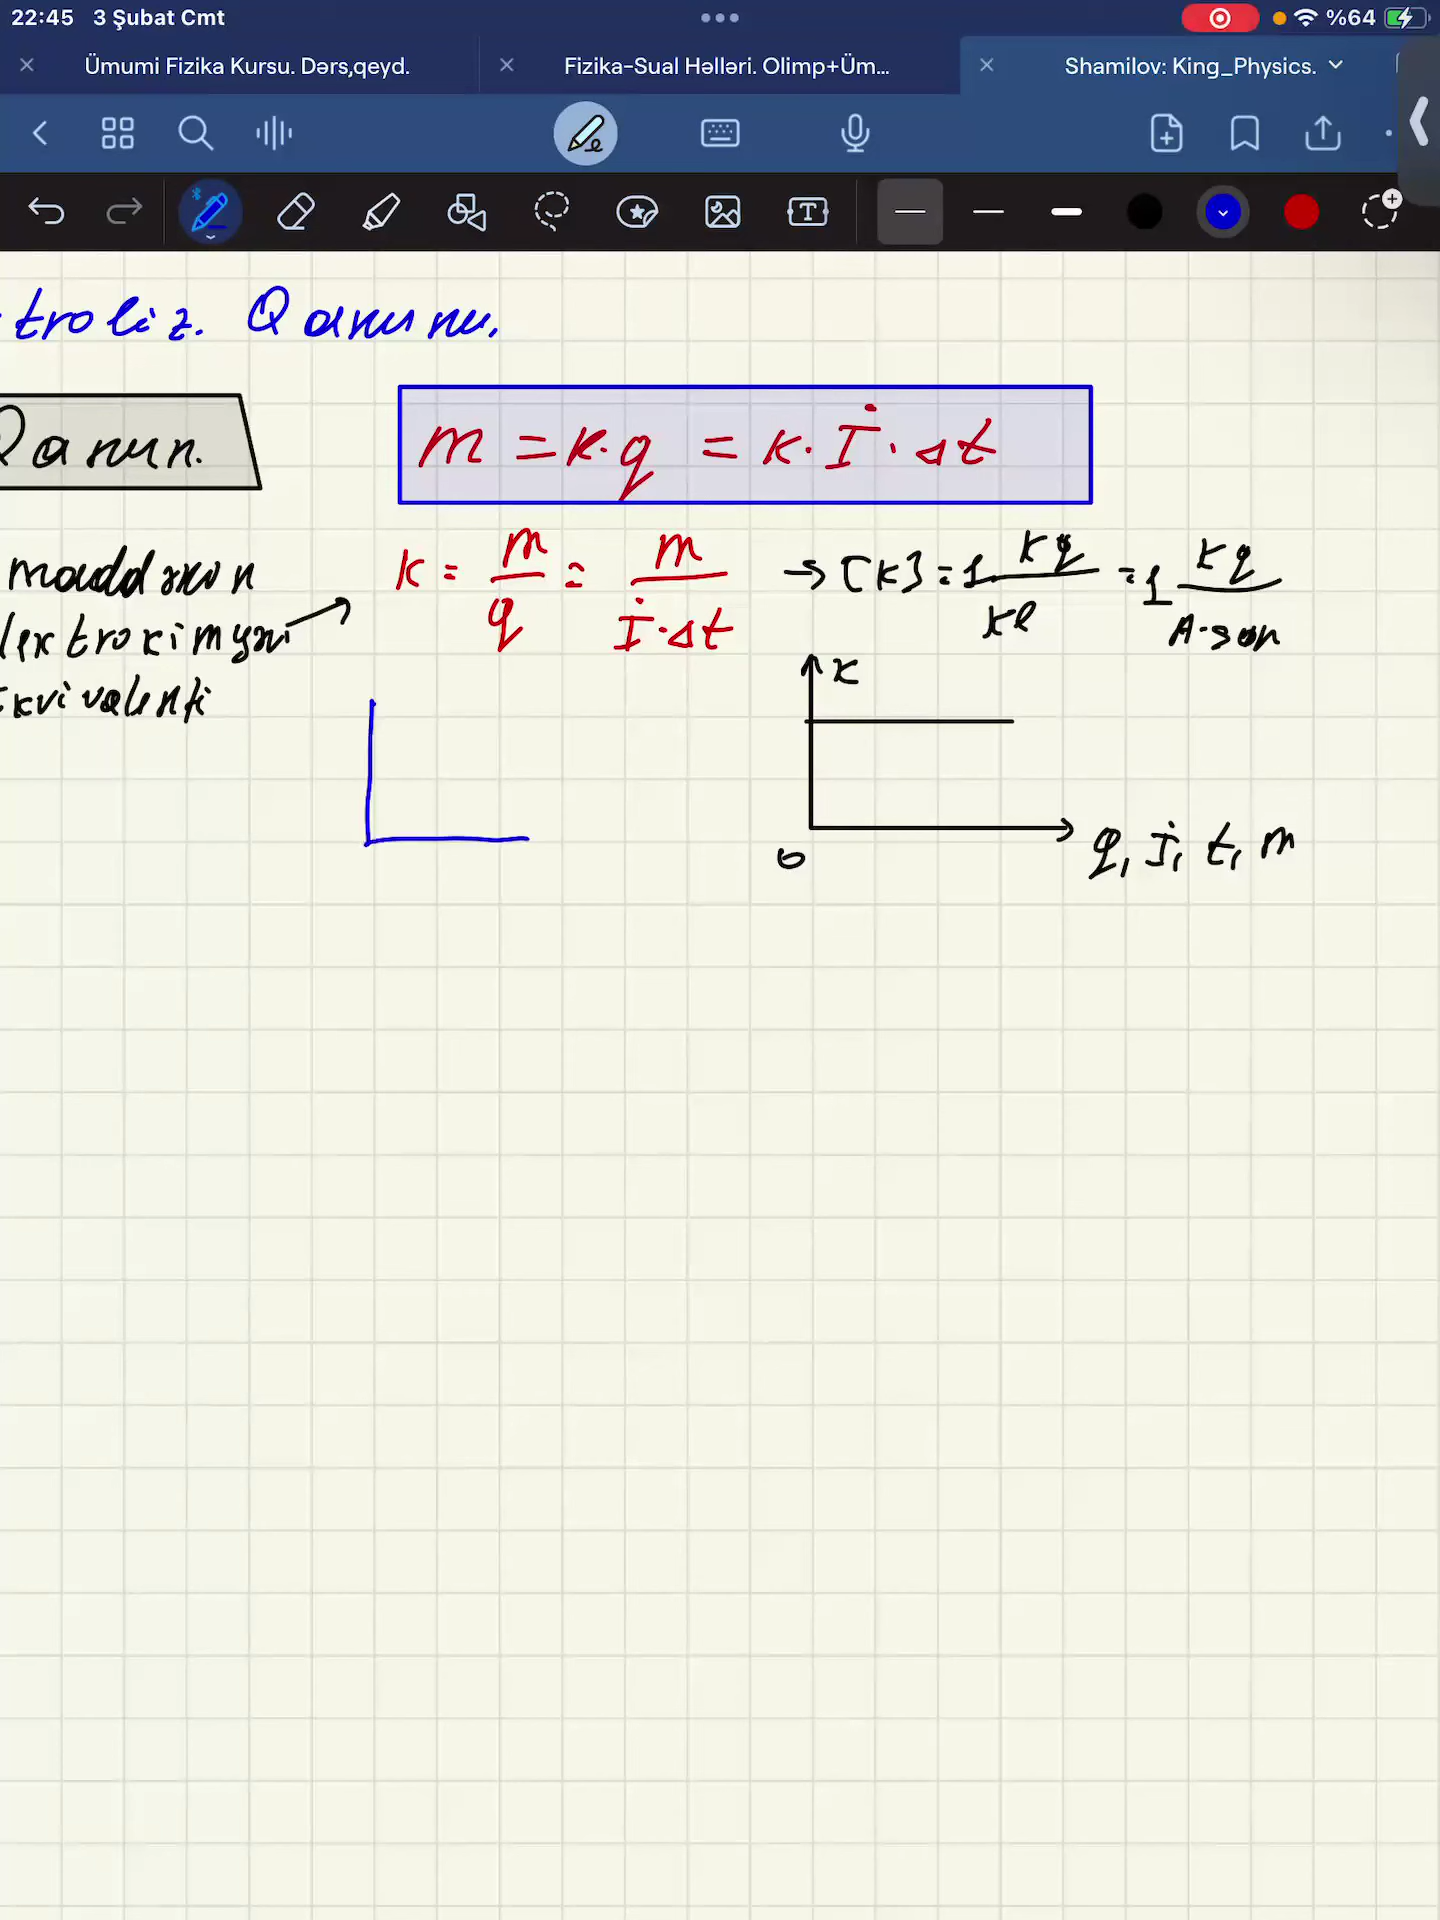 22:45 3 Şubat Cmt %64
Ümumi Fizika Kursu. Dərs,qeyd.
Fizika-Sual Həlləri. Olimp+Üm...
Shamilov: King_Physics.
troliz. Qanunu.
Qanun.
m = k·q = k·I·Δt
maddənin
lektrokimyəvi
ekvivalenti
k = m/q = m/I·Δt → [k] = 1 kq/kl = 1 kq/A·san
k
0
q, I, t, m